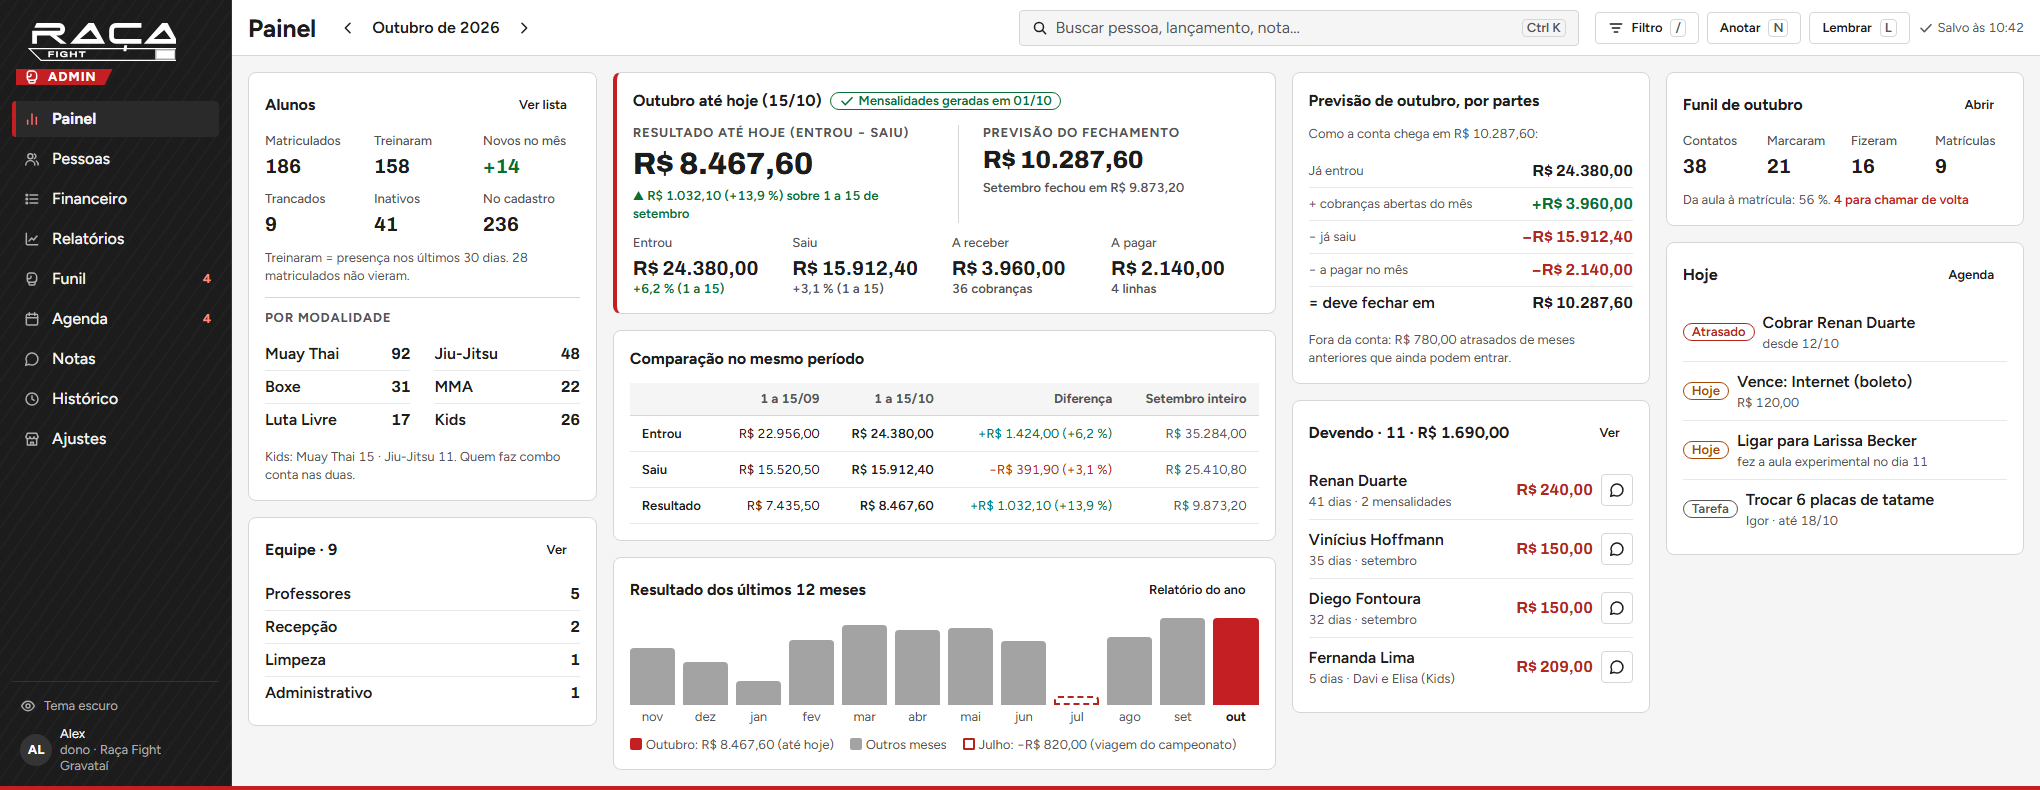 RAÇA
FIGHT
ADMIN
Painel
Pessoas
Financeiro
Relatórios
Funil 4
Agenda 4
Notas
Histórico
Ajustes
Tema escuro
AL
Alex
dono · Raça Fight
Gravataí
Painel
Outubro de 2026
Buscar pessoa, lançamento, nota... Ctrl K
Filtro /
Anotar N
Lembrar L
Salvo às 10:42
Alunos Ver lista
Matriculados Treinaram Novos no mês
186 158 +14
Trancados Inativos No cadastro
9 41 236
Treinaram = presença nos últimos 30 dias. 28
matriculados não vieram.
POR MODALIDADE
Muay Thai 92 Jiu-Jitsu 48
Boxe 31 MMA 22
Luta Livre 17 Kids 26
Kids: Muay Thai 15 · Jiu-Jitsu 11. Quem faz combo
conta nas duas.
Equipe · 9 Ver
Professores 5
Recepção 2
Limpeza 1
Administrativo 1
Outubro até hoje (15/10) Mensalidades geradas em 01/10
RESULTADO ATÉ HOJE (ENTROU − SAIU)
R$ 8.467,60
▲ R$ 1.032,10 (+13,9 %) sobre 1 a 15 de
setembro
PREVISÃO DO FECHAMENTO
R$ 10.287,60
Setembro fechou em R$ 9.873,20
Entrou Saiu A receber A pagar
R$ 24.380,00 R$ 15.912,40 R$ 3.960,00 R$ 2.140,00
+6,2 % (1 a 15) +3,1 % (1 a 15) 36 cobranças 4 linhas
Comparação no mesmo período
1 a 15/09 1 a 15/10 Diferença Setembro inteiro
Entrou R$ 22.956,00 R$ 24.380,00 +R$ 1.424,00 (+6,2 %) R$ 35.284,00
Saiu R$ 15.520,50 R$ 15.912,40 −R$ 391,90 (+3,1 %) R$ 25.410,80
Resultado R$ 7.435,50 R$ 8.467,60 +R$ 1.032,10 (+13,9 %) R$ 9.873,20
Resultado dos últimos 12 meses Relatório do ano
nov dez jan fev mar abr mai jun jul ago set out
Outubro: R$ 8.467,60 (até hoje) Outros meses Julho: −R$ 820,00 (viagem do campeonato)
Previsão de outubro, por partes
Como a conta chega em R$ 10.287,60:
Já entrou R$ 24.380,00
+ cobranças abertas do mês +R$ 3.960,00
− já saiu −R$ 15.912,40
− a pagar no mês −R$ 2.140,00
= deve fechar em R$ 10.287,60
Fora da conta: R$ 780,00 atrasados de meses
anteriores que ainda podem entrar.
Devendo · 11 · R$ 1.690,00 Ver
Renan Duarte R$ 240,00
41 dias · 2 mensalidades
Vinícius Hoffmann R$ 150,00
35 dias · setembro
Diego Fontoura R$ 150,00
32 dias · setembro
Fernanda Lima R$ 209,00
5 dias · Davi e Elisa (Kids)
Funil de outubro Abrir
Contatos Marcaram Fizeram Matrículas
38 21 16 9
Da aula à matrícula: 56 %. 4 para chamar de volta
Hoje Agenda
Atrasado Cobrar Renan Duarte
desde 12/10
Hoje Vence: Internet (boleto)
R$ 120,00
Hoje Ligar para Larissa Becker
fez a aula experimental no dia 11
Tarefa Trocar 6 placas de tatame
Igor · até 18/10